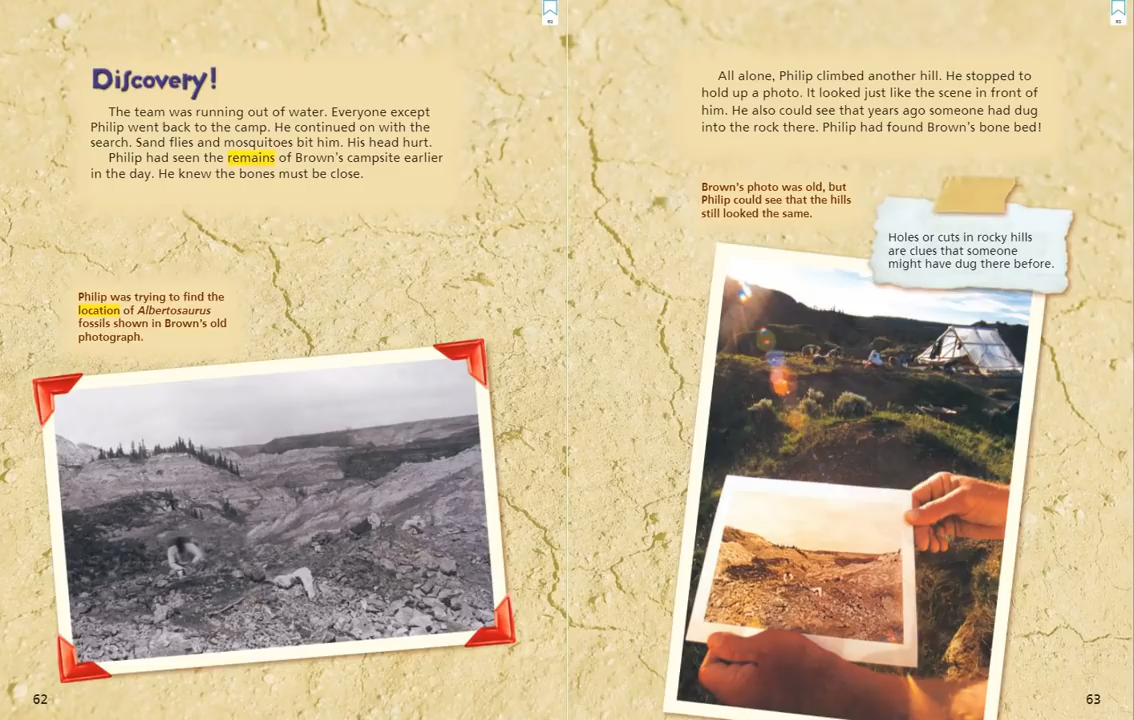 Discovery!
The team was running out of water. Everyone except
Philip went back to the camp. He continued on with the
search. Sand flies and mosquitoes bit him. His head hurt.
Philip had seen the remains of Brown's campsite earlier
in the day. He knew the bones must be close.
Philip was trying to find the
location of Albertosaurus
fossils shown in Brown's old
photograph.
62
All alone, Philip climbed another hill. He stopped to
hold up a photo. It looked just like the scene in front of
him. He also could see that years ago someone had dug
into the rock there. Philip had found Brown's bone bed!
Brown's photo was old, but
Philip could see that the hills
still looked the same.
Holes or cuts in rocky hills
are clues that someone
might have dug there before.
63